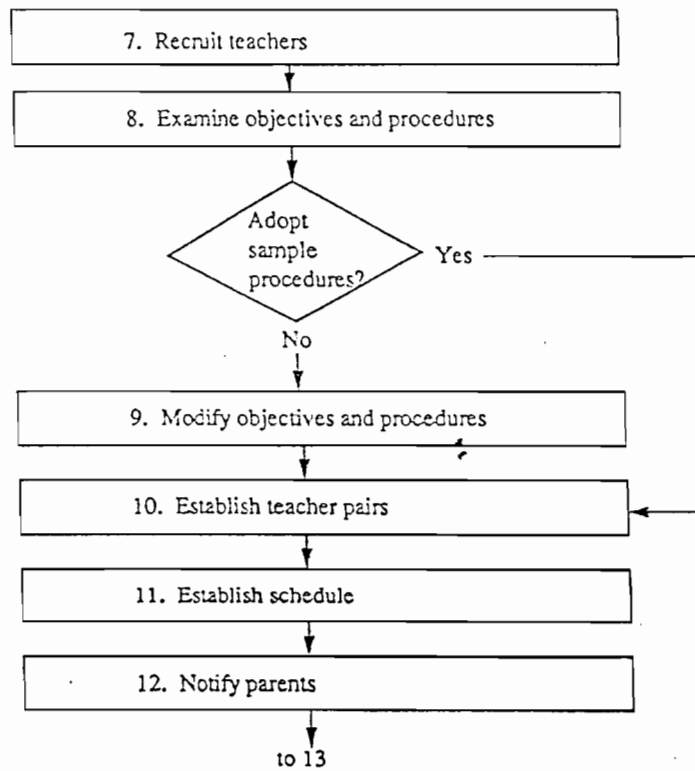 7. Recruit teachers
8. Examine objectives and procedures
Adopt
sample
procedures?
Yes
No
9. Modify objectives and procedures
10. Establish teacher pairs
11. Establish schedule
12. Notify parents
to 13